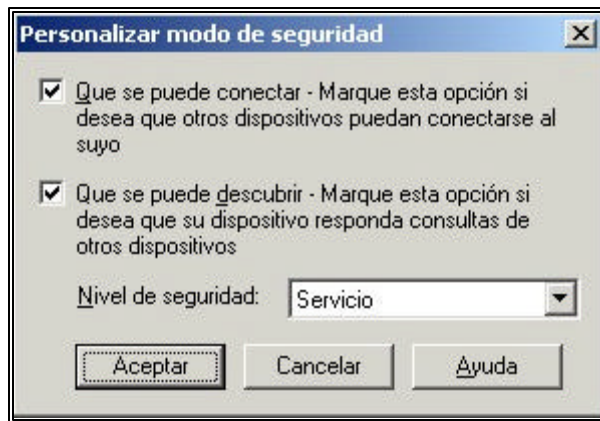 Personalizar modo de seguridad
Que se puede conectar - Marque esta opción si
desea que otros dispositivos puedan conectarse al
suyo
Que se puede descubrir - Marque esta opción si
desea que su dispositivo responda consultas de
otros dispositivos
Nivel de seguridad: Servicio
Aceptar Cancelar Ayuda